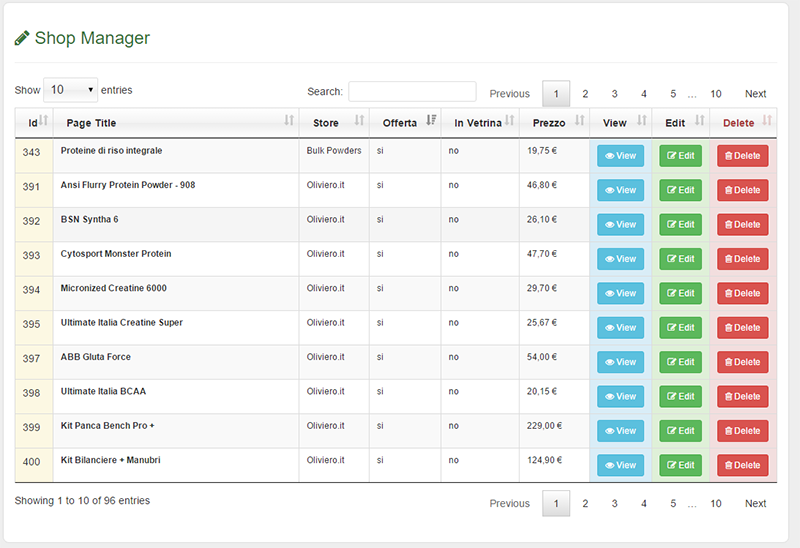 Shop Manager
Show 10 entries Search: Previous 1 2 3 4 5 ... 10 Next
Id Page Title Store Offerta In Vetrina Prezzo View Edit Delete
343 Proteine di riso integrale Bulk Powders si no 19,75 € View Edit Delete
391 Ansi Flurry Protein Powder - 908 Oliviero.it si no 46,80 € View Edit Delete
392 BSN Syntha 6 Oliviero.it si no 26,10 € View Edit Delete
393 Cytosport Monster Protein Oliviero.it si no 47,70 € View Edit Delete
394 Micronized Creatine 6000 Oliviero.it si no 29,70 € View Edit Delete
395 Ultimate Italia Creatine Super Oliviero.it si no 25,67 € View Edit Delete
397 ABB Gluta Force Oliviero.it si no 54,00 € View Edit Delete
398 Ultimate Italia BCAA Oliviero.it si no 20,15 € View Edit Delete
399 Kit Panca Bench Pro + Oliviero.it si no 229,00 € View Edit Delete
400 Kit Bilanciere + Manubri Oliviero.it si no 124,90 € View Edit Delete
Showing 1 to 10 of 96 entries Previous 1 2 3 4 5 ... 10 Next